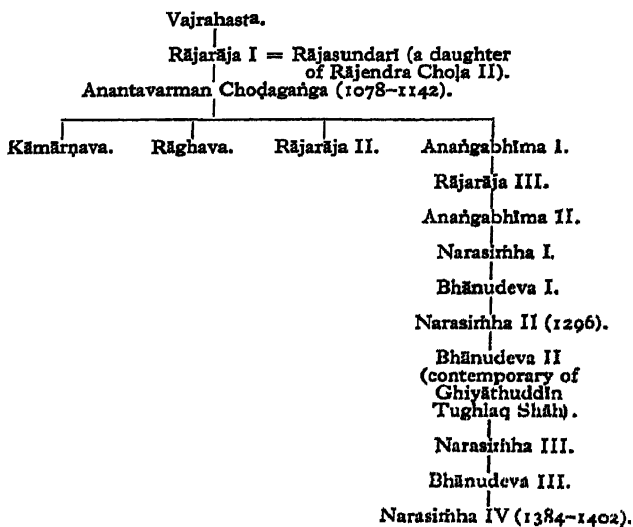 Vajrahasta.
Rājarāja I = Rājasundarī (a daughter
of Rājendra Choḷa II).
Anantavarman Choḍagaṅga (1078–1142).
Kāmārṇava. Rāghava. Rājarāja II. Anaṅgabhīma I.
Rājarāja III.
Anaṅgabhīma II.
Narasiṁha I.
Bhānudeva I.
Narasiṁha II (1296).
Bhānudeva II
(contemporary of
Ghiyāthuddīn
Tughlaq Shāh).
Narasiṁha III.
Bhānudeva III.
Narasiṁha IV (1384–1402).